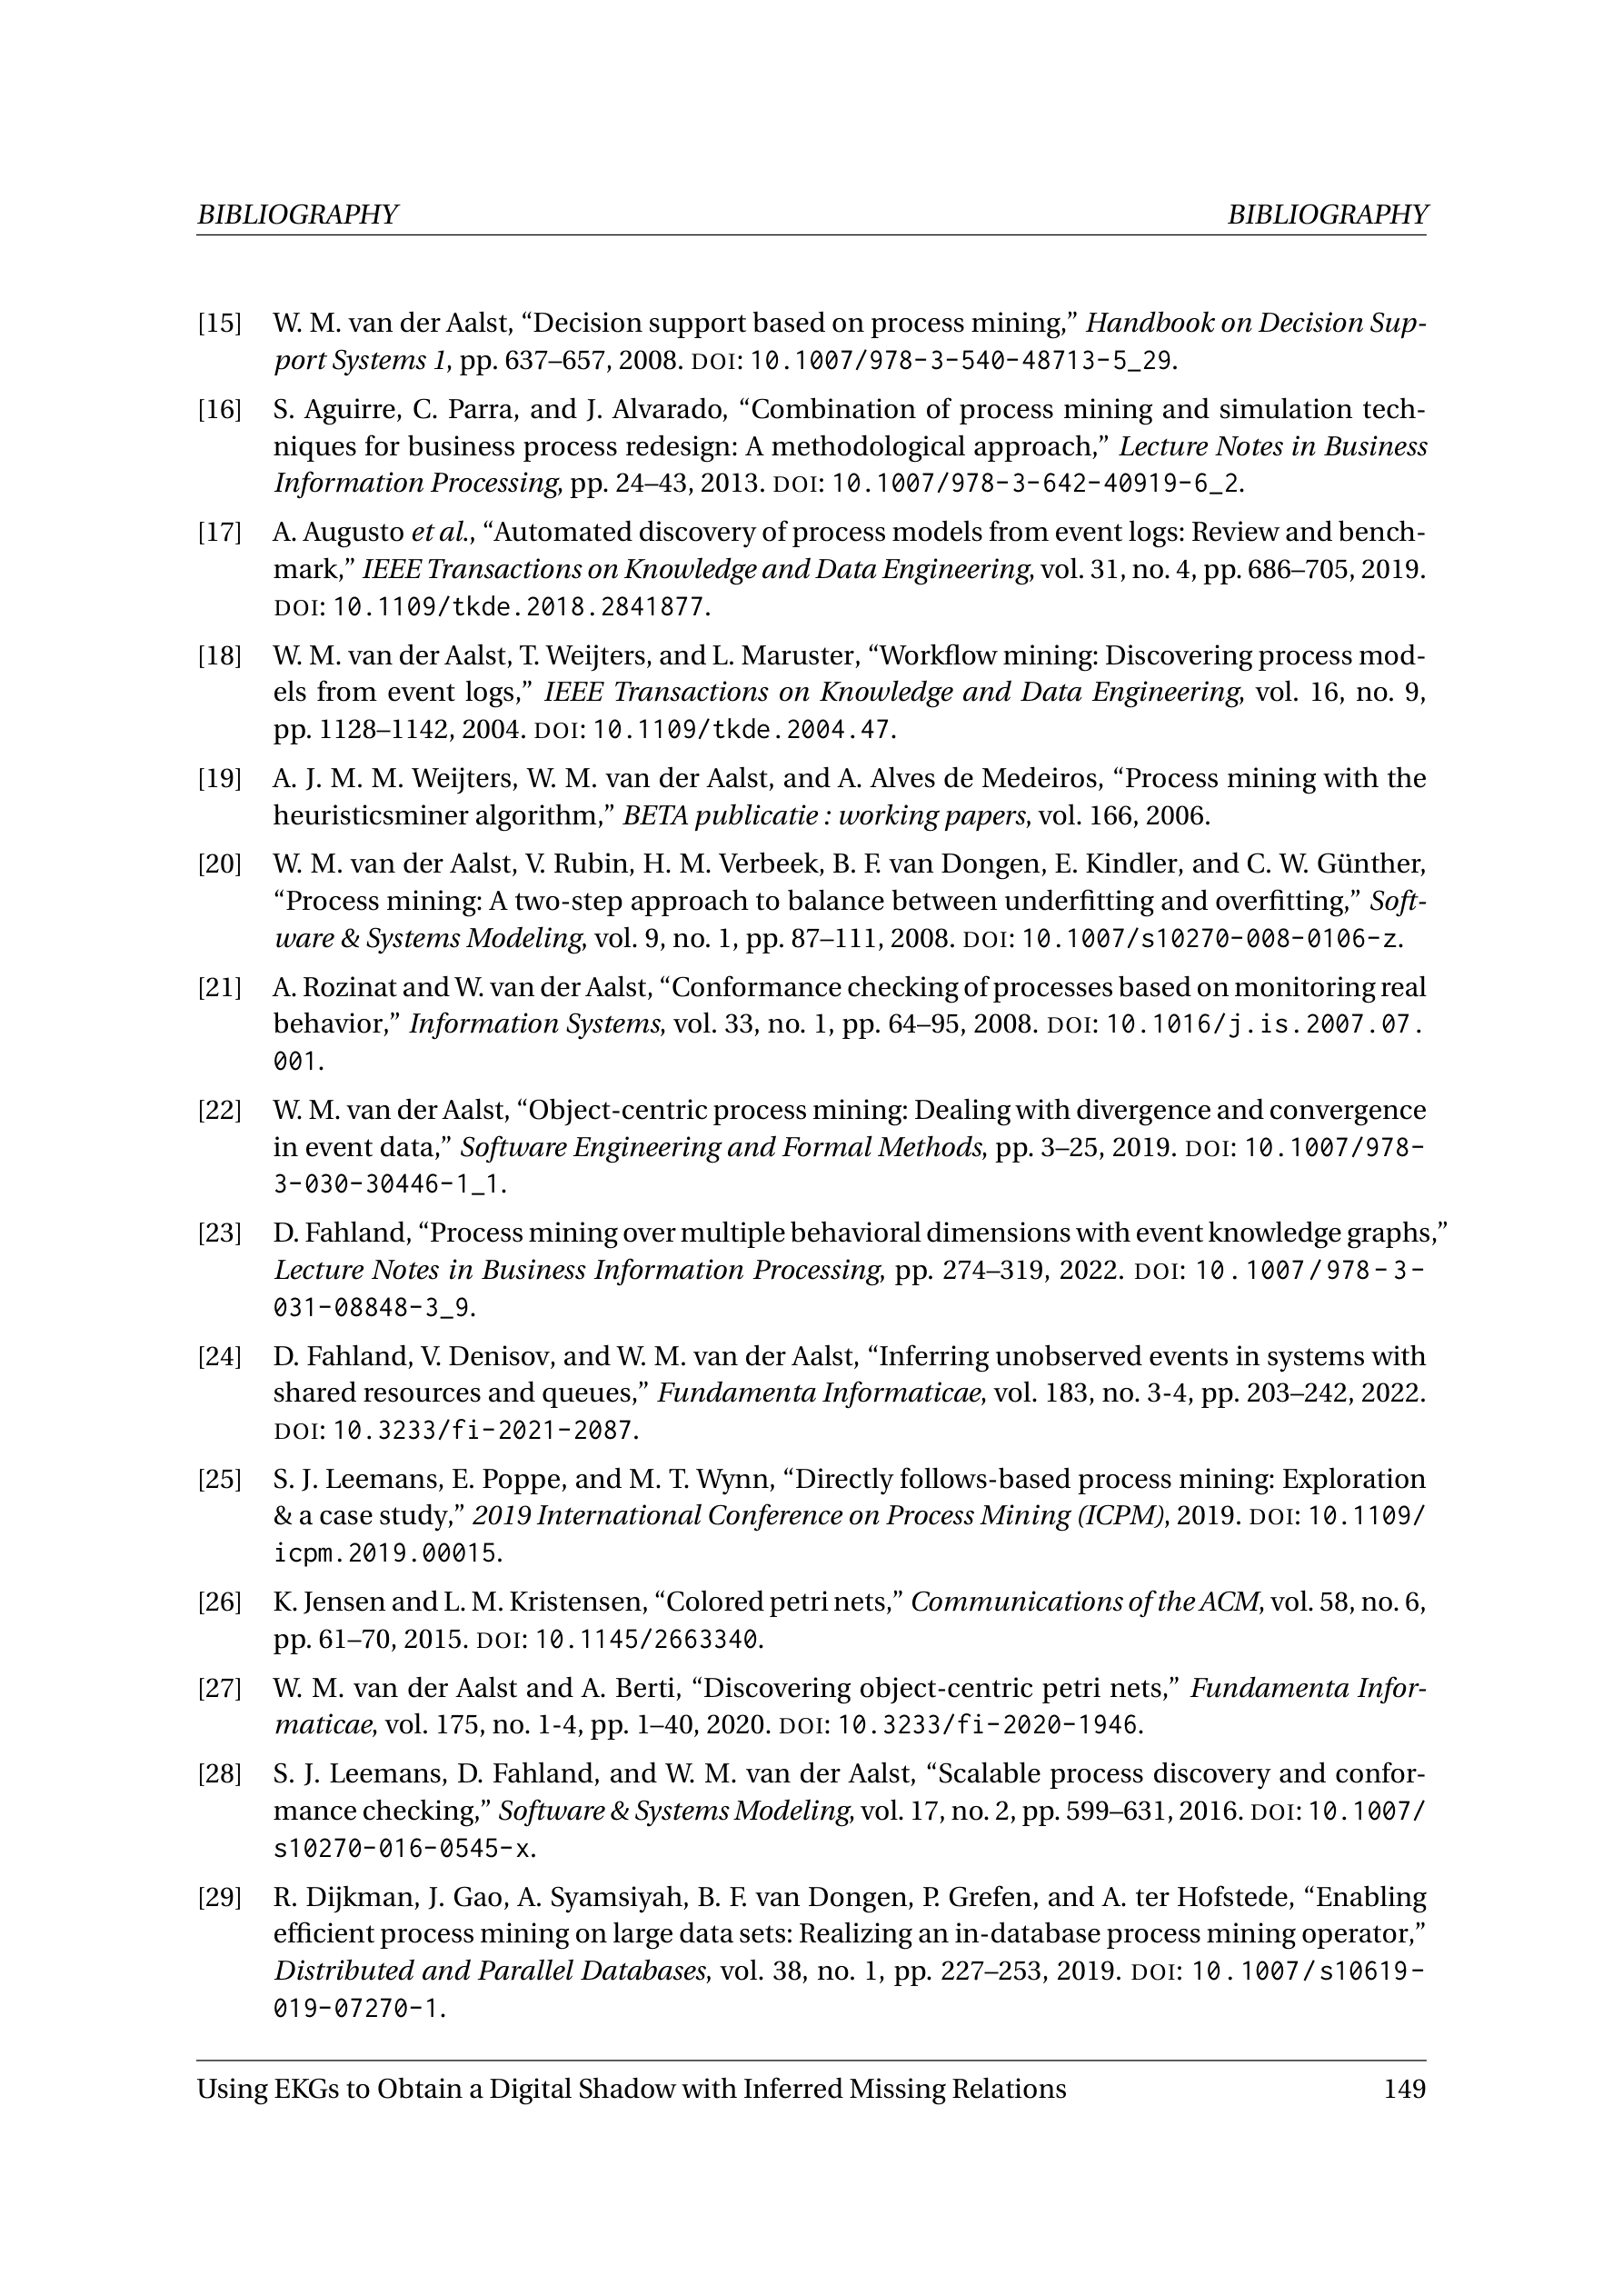 BIBLIOGRAPHY BIBLIOGRAPHY
[15] W. M. van der Aalst, “Decision support based on process mining,” Handbook on Decision Sup-
port Systems 1, pp. 637–657, 2008. DOI: 10.1007/978-3-540-48713-5_29.
[16] S. Aguirre, C. Parra, and J. Alvarado, “Combination of process mining and simulation tech-
niques for business process redesign: A methodological approach,” Lecture Notes in Business
Information Processing, pp. 24–43, 2013. DOI: 10.1007/978-3-642-40919-6_2.
[17] A. Augusto et al., “Automated discovery of process models from event logs: Review and bench-
mark,” IEEE Transactions on Knowledge and Data Engineering, vol. 31, no. 4, pp. 686–705, 2019.
DOI: 10.1109/tkde.2018.2841877.
[18] W. M. van der Aalst, T. Weijters, and L. Maruster, “Workflow mining: Discovering process mod-
els from event logs,” IEEE Transactions on Knowledge and Data Engineering, vol. 16, no. 9,
pp. 1128–1142, 2004. DOI: 10.1109/tkde.2004.47.
[19] A. J. M. M. Weijters, W. M. van der Aalst, and A. Alves de Medeiros, “Process mining with the
heuristicsminer algorithm,” BETA publicatie : working papers, vol. 166, 2006.
[20] W. M. van der Aalst, V. Rubin, H. M. Verbeek, B. F. van Dongen, E. Kindler, and C. W. Günther,
“Process mining: A two-step approach to balance between underfitting and overfitting,” Soft-
ware & Systems Modeling, vol. 9, no. 1, pp. 87–111, 2008. DOI: 10.1007/s10270-008-0106-z.
[21] A. Rozinat and W. van der Aalst, “Conformance checking of processes based on monitoring real
behavior,” Information Systems, vol. 33, no. 1, pp. 64–95, 2008. DOI: 10.1016/j.is.2007.07.
001.
[22] W. M. van der Aalst, “Object-centric process mining: Dealing with divergence and convergence
in event data,” Software Engineering and Formal Methods, pp. 3–25, 2019. DOI: 10.1007/978-
3-030-30446-1_1.
[23] D. Fahland, “Process mining over multiple behavioral dimensions with event knowledge graphs,”
Lecture Notes in Business Information Processing, pp. 274–319, 2022. DOI: 10.1007/978-3-
031-08848-3_9.
[24] D. Fahland, V. Denisov, and W. M. van der Aalst, “Inferring unobserved events in systems with
shared resources and queues,” Fundamenta Informaticae, vol. 183, no. 3-4, pp. 203–242, 2022.
DOI: 10.3233/fi-2021-2087.
[25] S. J. Leemans, E. Poppe, and M. T. Wynn, “Directly follows-based process mining: Exploration
& a case study,” 2019 International Conference on Process Mining (ICPM), 2019. DOI: 10.1109/
icpm.2019.00015.
[26] K. Jensen and L. M. Kristensen, “Colored petri nets,” Communications of the ACM, vol. 58, no. 6,
pp. 61–70, 2015. DOI: 10.1145/2663340.
[27] W. M. van der Aalst and A. Berti, “Discovering object-centric petri nets,” Fundamenta Infor-
maticae, vol. 175, no. 1-4, pp. 1–40, 2020. DOI: 10.3233/fi-2020-1946.
[28] S. J. Leemans, D. Fahland, and W. M. van der Aalst, “Scalable process discovery and confor-
mance checking,” Software & Systems Modeling, vol. 17, no. 2, pp. 599–631, 2016. DOI: 10.1007/
s10270-016-0545-x.
[29] R. Dijkman, J. Gao, A. Syamsiyah, B. F. van Dongen, P. Grefen, and A. ter Hofstede, “Enabling
efficient process mining on large data sets: Realizing an in-database process mining operator,”
Distributed and Parallel Databases, vol. 38, no. 1, pp. 227–253, 2019. DOI: 10.1007/s10619-
019-07270-1.
Using EKGs to Obtain a Digital Shadow with Inferred Missing Relations 149